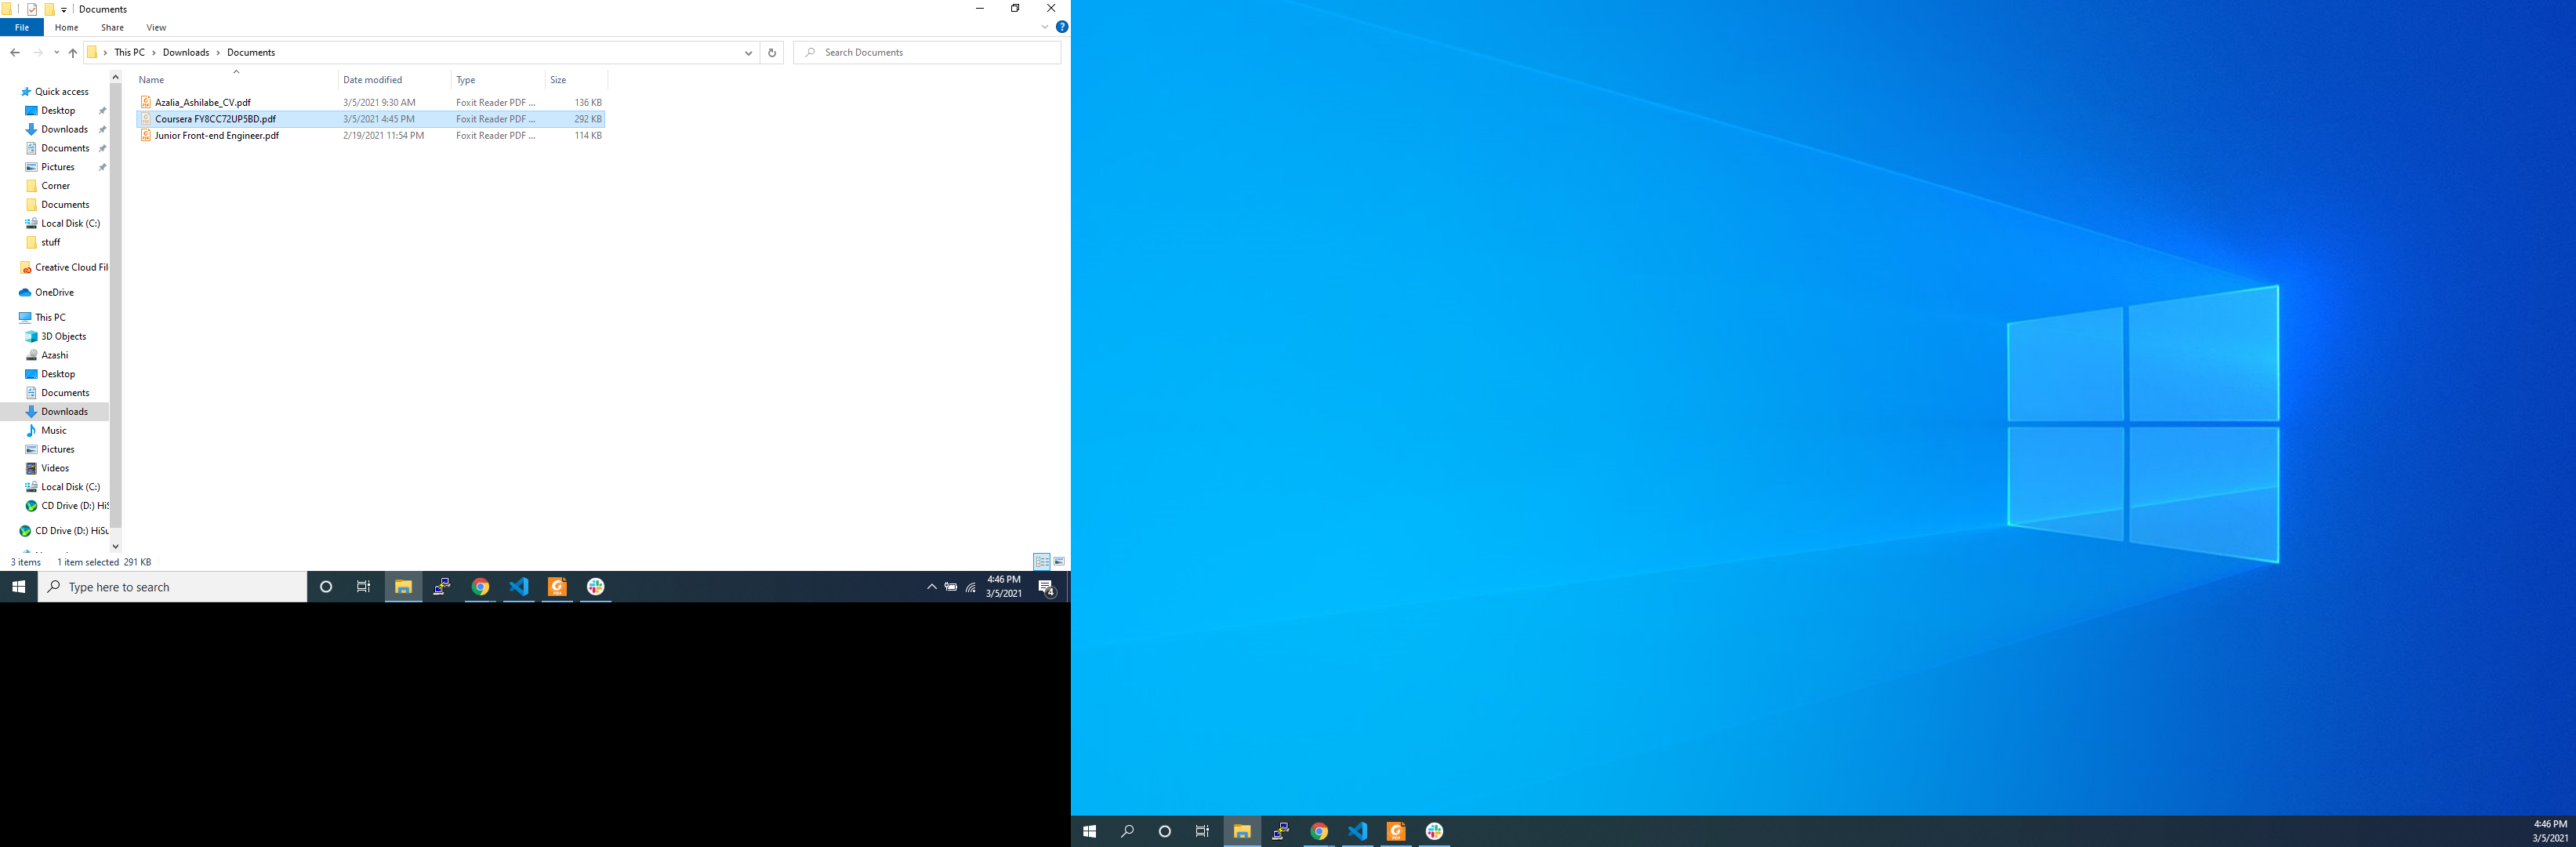 Documents
File Home Share View
This PC Downloads Documents
Search Documents
Name Date modified Type Size
Azalia_Ashilabe_CV.pdf 3/5/2021 9:30 AM Foxit Reader PDF ... 136 KB
Coursera FY8CC72UP5BD.pdf 3/5/2021 4:45 PM Foxit Reader PDF ... 292 KB
Junior Front-end Engineer.pdf 2/19/2021 11:54 PM Foxit Reader PDF ... 114 KB
Quick access
Desktop
Downloads
Documents
Pictures
Corner
Documents
Local Disk (C:)
stuff
Creative Cloud Fil
OneDrive
This PC
3D Objects
Azashi
Desktop
Documents
Downloads
Music
Pictures
Videos
Local Disk (C:)
CD Drive (D:) HiS
CD Drive (D:) HiSu
3 items 1 item selected 291 KB
Type here to search
4:46 PM
3/5/2021
4
4:46 PM
3/5/2021